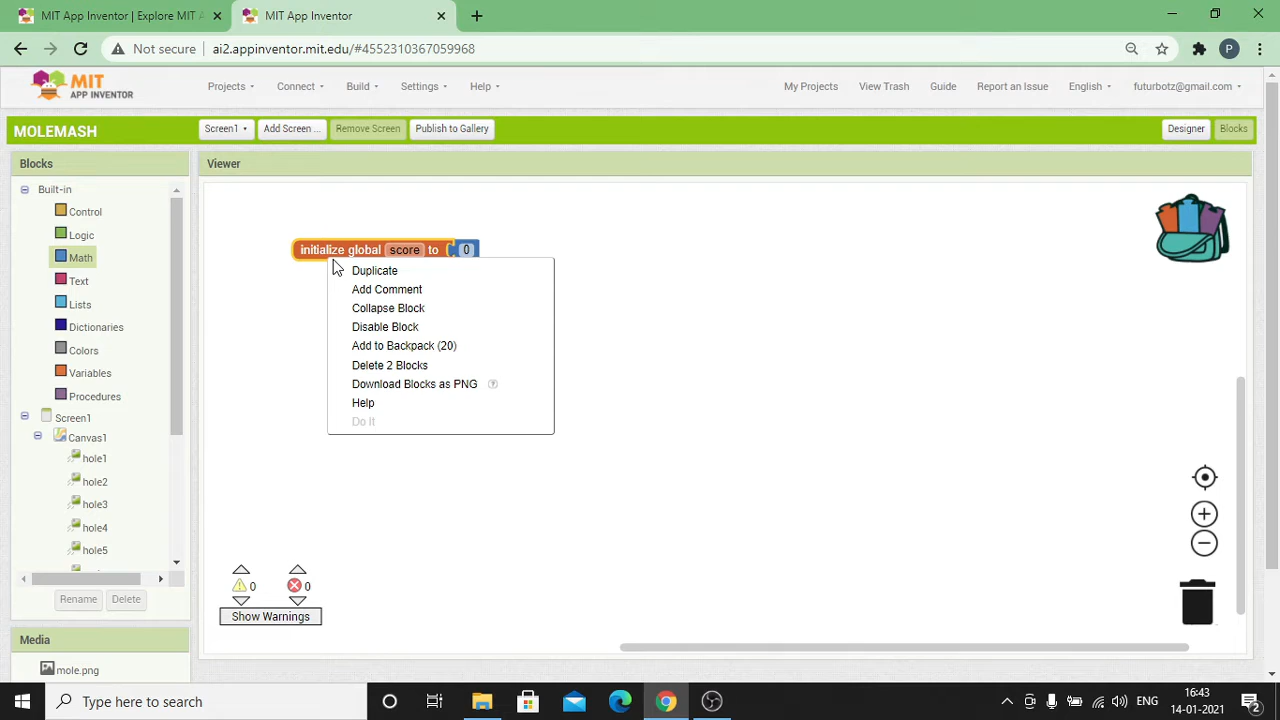 MIT App Inventor | Explore MIT A
MIT App Inventor
Not secure
ai2.appinventor.mit.edu/#4552310367059968
P
MIT
APP INVENTOR
Projects
Connect
Build
Settings
Help
My Projects
View Trash
Guide
Report an Issue
English
futurbotz@gmail.com
MOLEMASH
Screen1
Add Screen ...
Remove Screen
Publish to Gallery
Designer
Blocks
Blocks
Viewer
Built-in
Control
Logic
Math
Text
Lists
Dictionaries
Colors
Variables
Procedures
Screen1
Canvas1
hole1
hole2
hole3
hole4
hole5
Rename
Delete
Media
mole.png
initialize global score to 0
Duplicate
Add Comment
Collapse Block
Disable Block
Add to Backpack (20)
Delete 2 Blocks
Download Blocks as PNG ?
Help
Do It
0
0
Show Warnings
Type here to search
ENG
16:43
14-01-2021
2